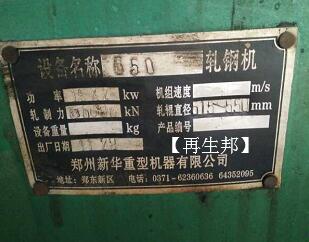 设备名称 650 轧钢机
功率 kw 机组速度 m/s
轧制力 kN 轧辊直径 mm
设备重量 kg 产品编号
出厂日期
【再生邦】
郑州新华重型机器有限公司
地址：郑东新区 电话：0371-62360636 64352095